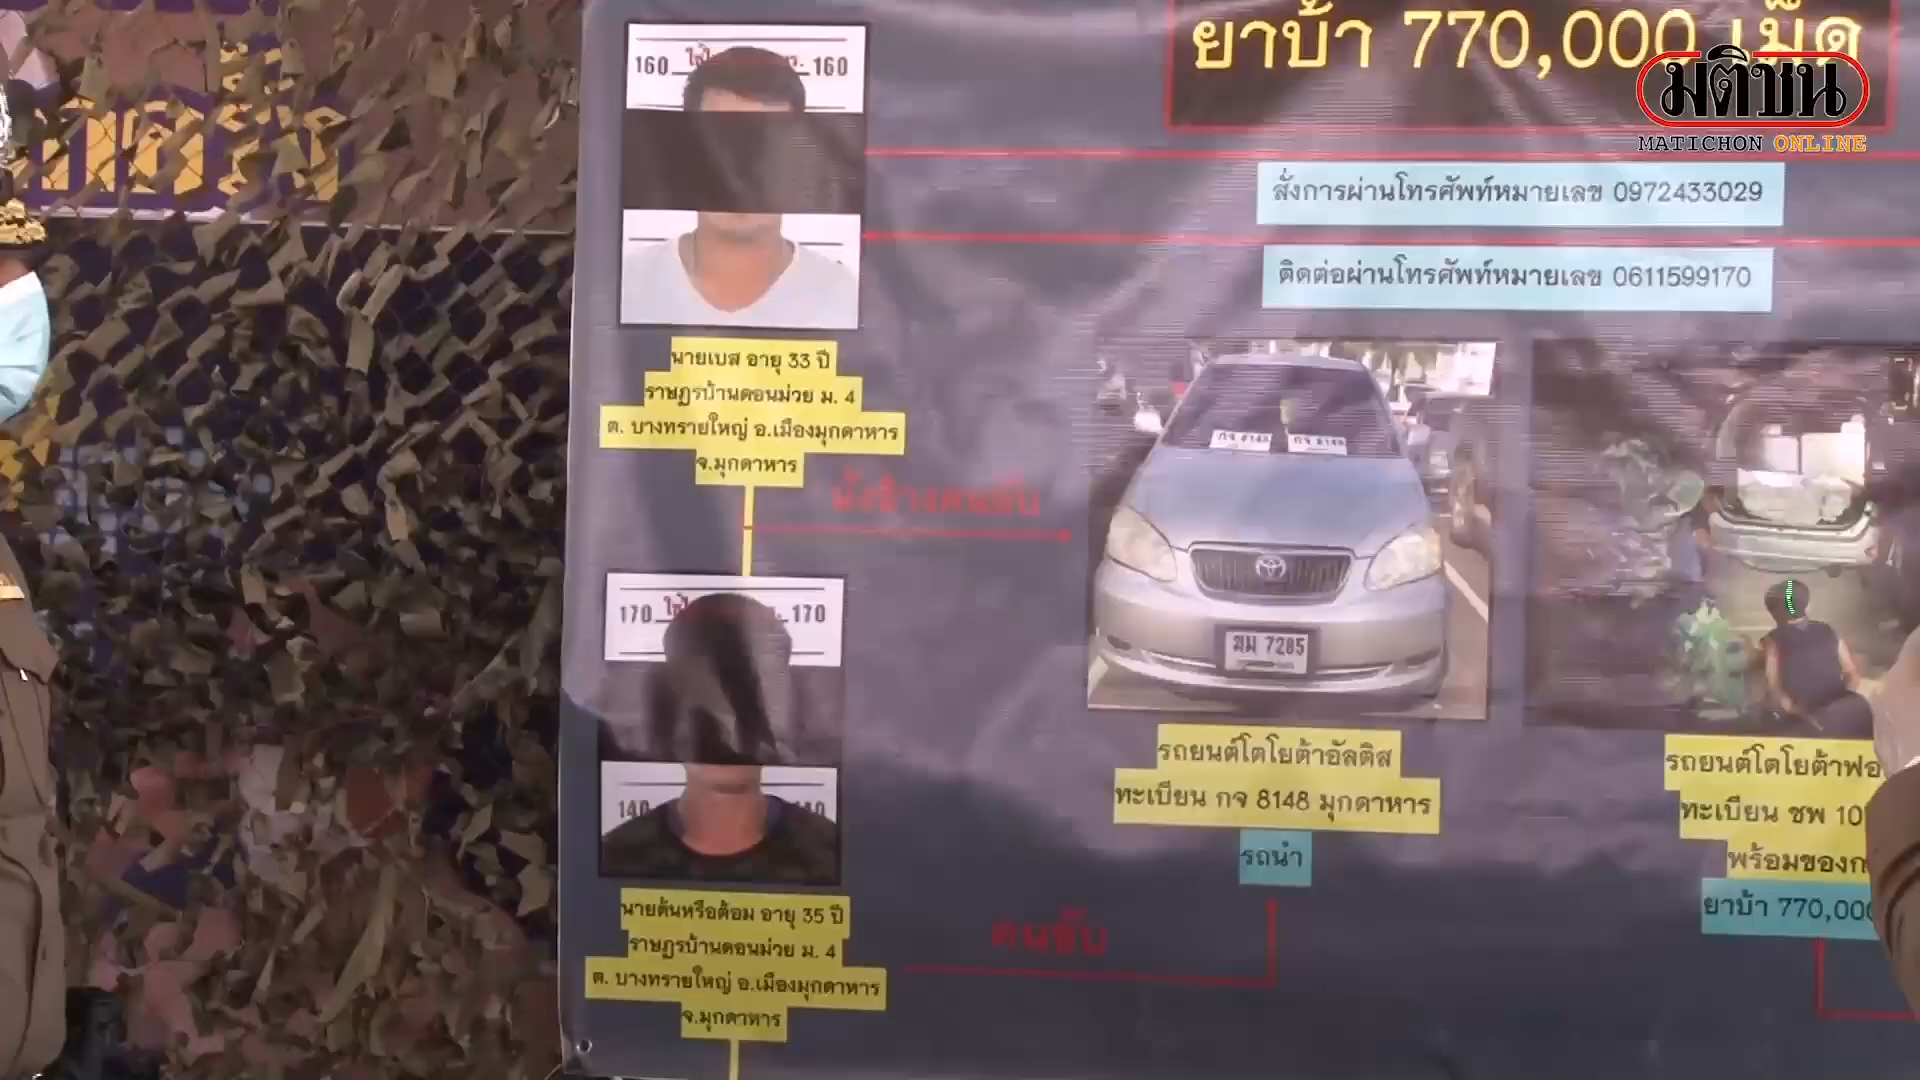 ยาบ้า 770,000 เม็ด
มติชน
MATICHON ONLINE
160 160
สั่งการผ่านโทรศัพท์หมายเลข 0972433029
ติดต่อผ่านโทรศัพท์หมายเลข 0611599170
นายเบส อายุ 33 ปี
ราษฎรบ้านดอนม่วย ม. 4
ต. บางทรายใหญ่ อ.เมืองมุกดาหาร
จ.มุกดาหาร
นั่งข้างคนขับ
กจ 8148 กจ 8148
ฆม 7285
170 170
140
รถยนต์โตโยต้าอัลติส
ทะเบียน กจ 8148 มุกดาหาร
รถนำ
รถยนต์โตโยต้าฟอ
ทะเบียน ชพ 10
พร้อมของก
ยาบ้า 770,000
นายต้นหรือต้อม อายุ 35 ปี
ราษฎรบ้านดอนม่วย ม. 4
ต. บางทรายใหญ่ อ.เมืองมุกดาหาร
จ.มุกดาหาร
คนขับ